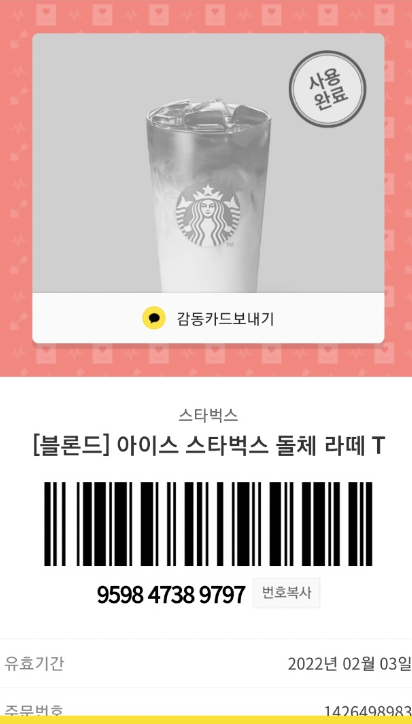 사용
완료
TM
감동카드보내기
스타벅스
[블론드] 아이스 스타벅스 돌체 라떼 T
9598 4738 9797 번호복사
유효기간 2022년 02월 03일
주문번호 1426498983